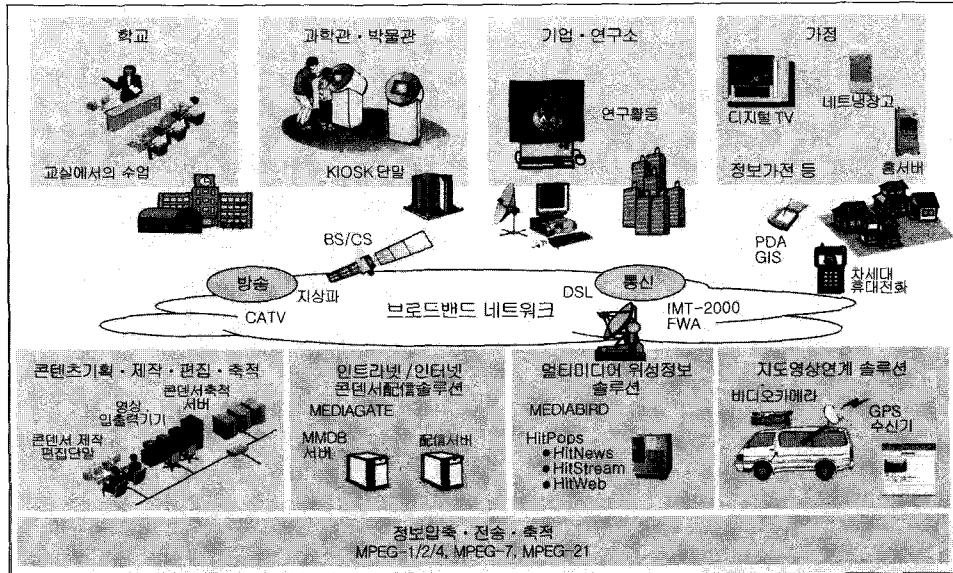 학교
교실에서의 수업
과학관·박물관
KIOSK 단말
기업·연구소
연구활동
가정
디지털 TV
네트냉장고
정보가전 등
홈서버
BS/CS
방송
지상파
CATV
브로드밴드 네트워크
통신
DSL
IMT-2000
FWA
PDA
GIS
차세대
휴대전화
콘텐츠기획·제작·편집·축적
콘덴서축적
서버
영상
입출력기기
콘덴서 제작
편집단말
인트라넷/인터넷
콘덴서配信솔루션
MEDIAGATE
MMDB
서버
配信서버
멀티미디어 위성정보
솔루션
MEDIABIRD
HitPops
● HitNews
● HitStream
● HitWeb
지도영상연계 솔루션
비디오카메라
GPS
수신기
정보압축·전송·축적
MPEG-1/2/4, MPEG-7, MPEG-21